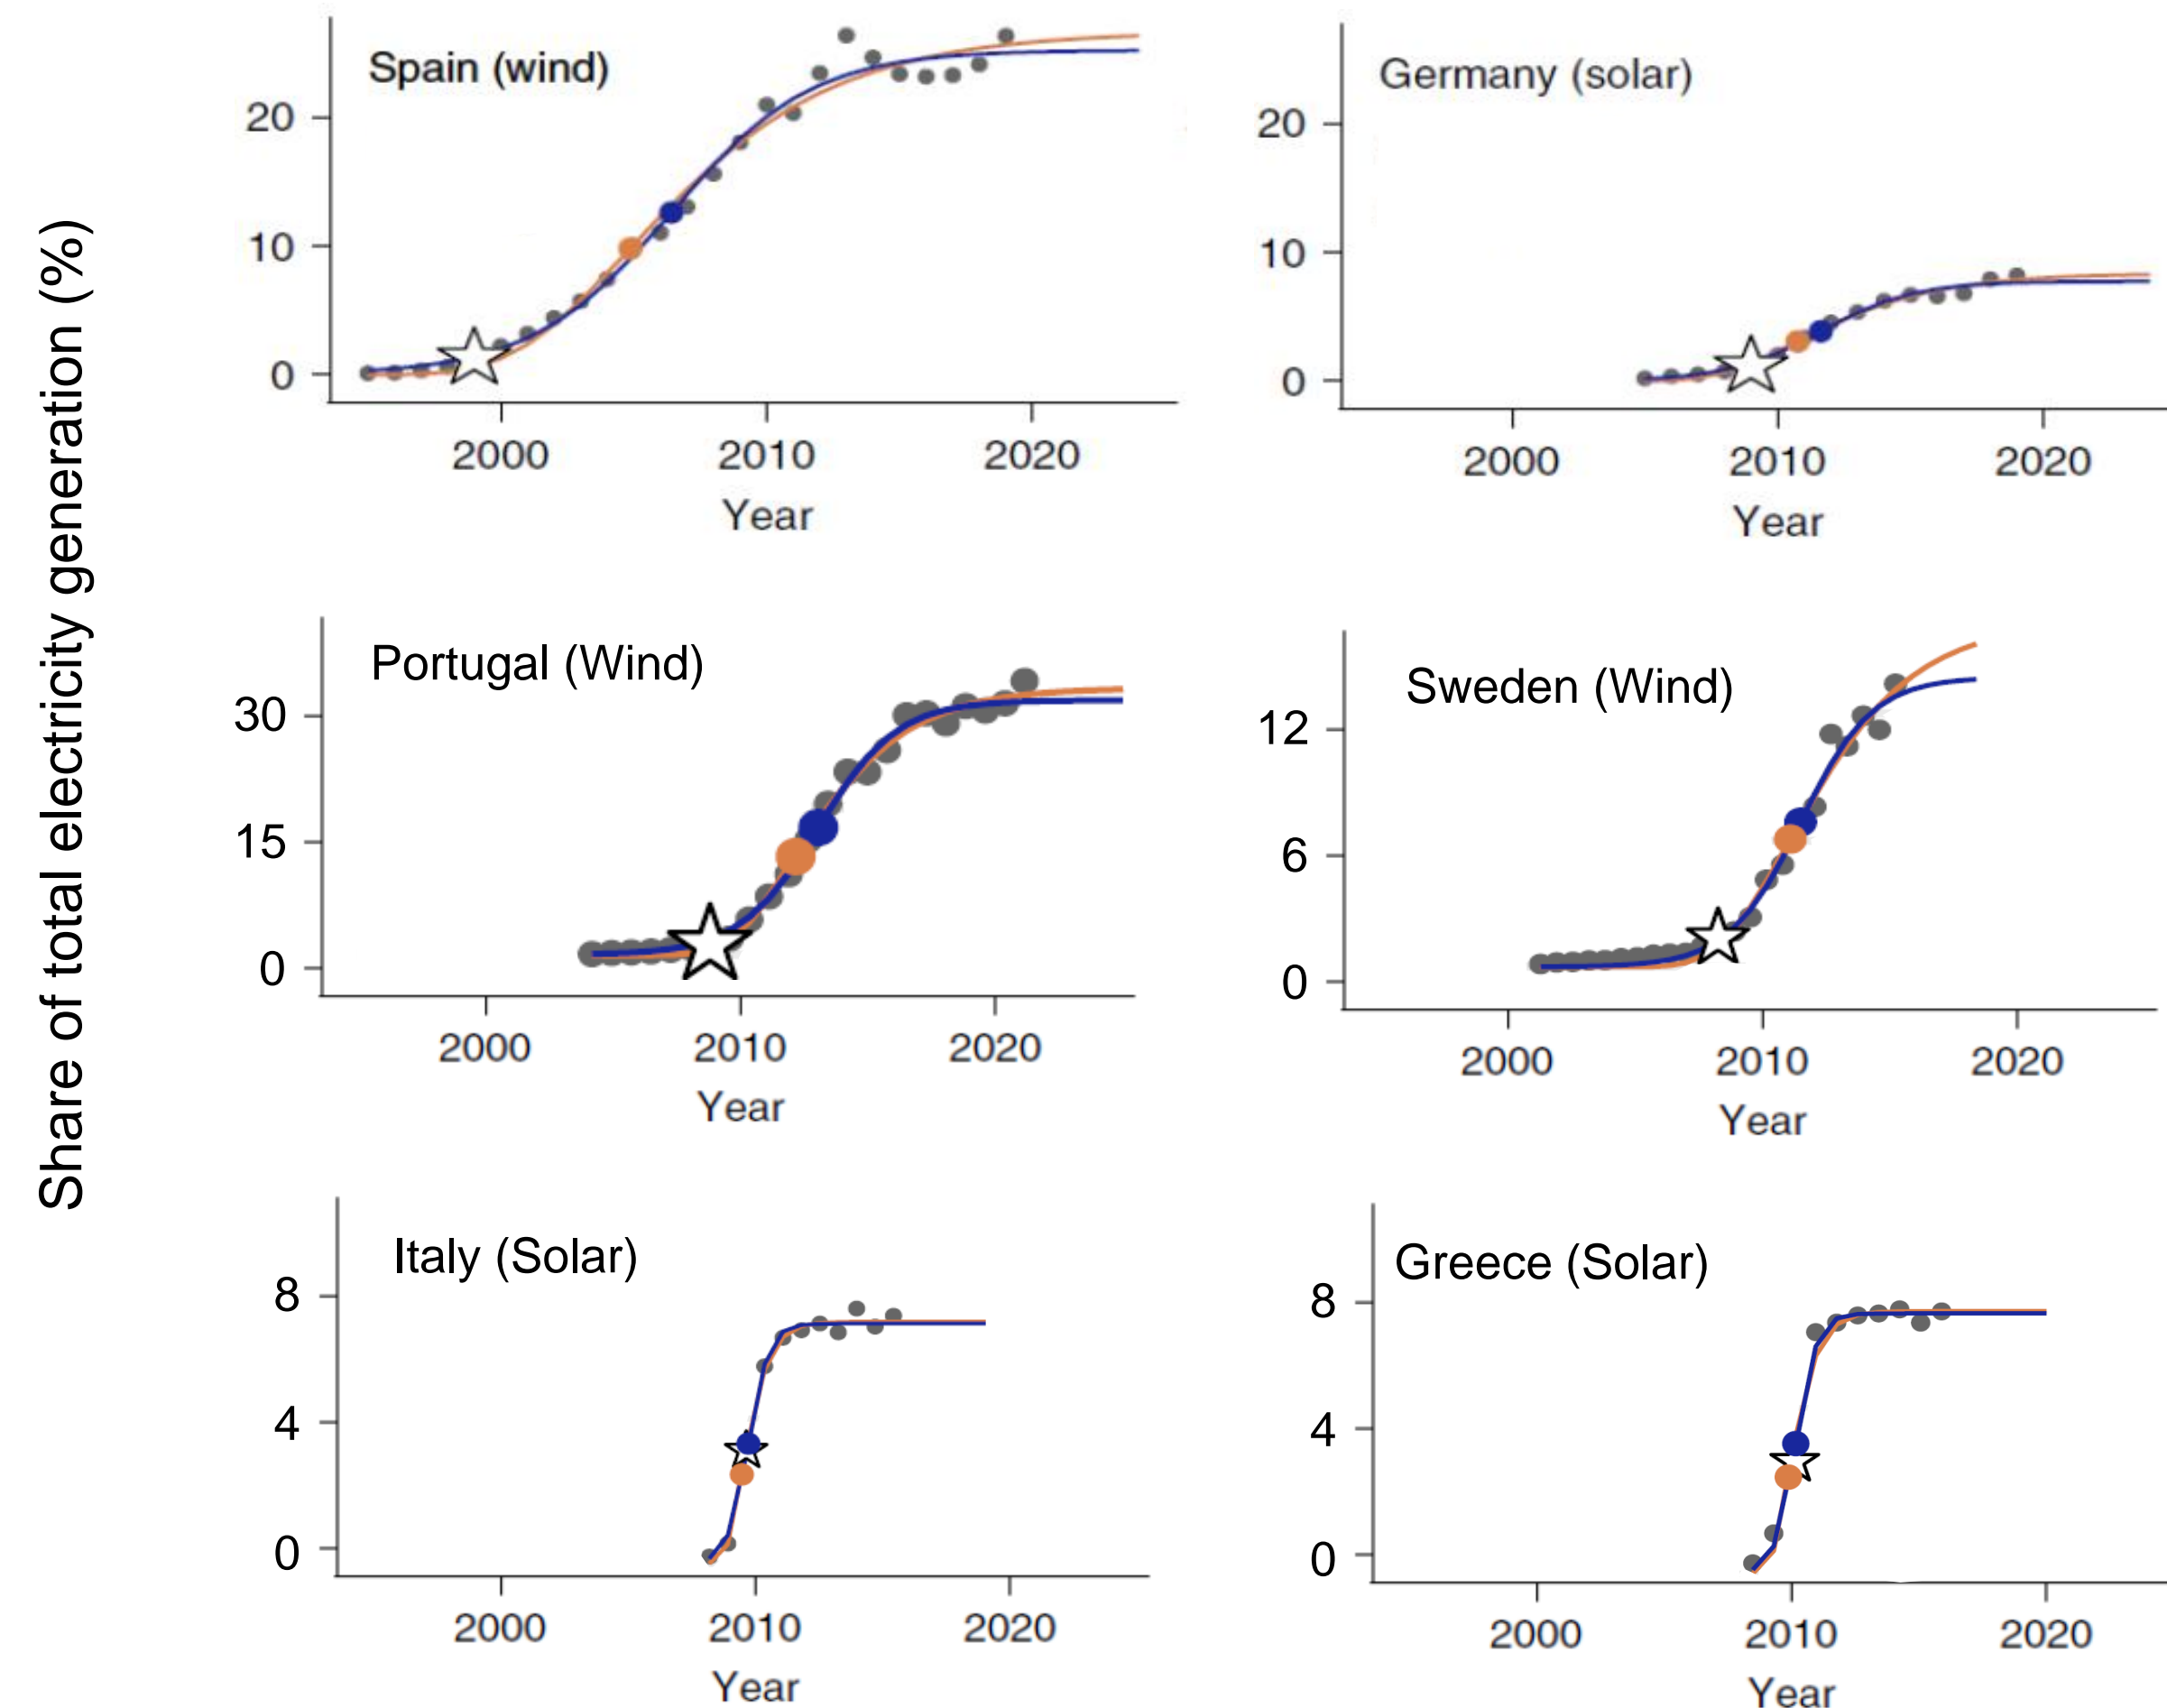 Share of total electricity generation (%)
Spain (wind)
20
10
0
2000 2010 2020
Year
Germany (solar)
20
10
0
2000 2010 2020
Year
Portugal (Wind)
30
15
0
2000 2010 2020
Year
Sweden (Wind)
12
6
0
2000 2010 2020
Year
Italy (Solar)
8
4
0
2000 2010 2020
Year
Greece (Solar)
8
4
0
2000 2010 2020
Year